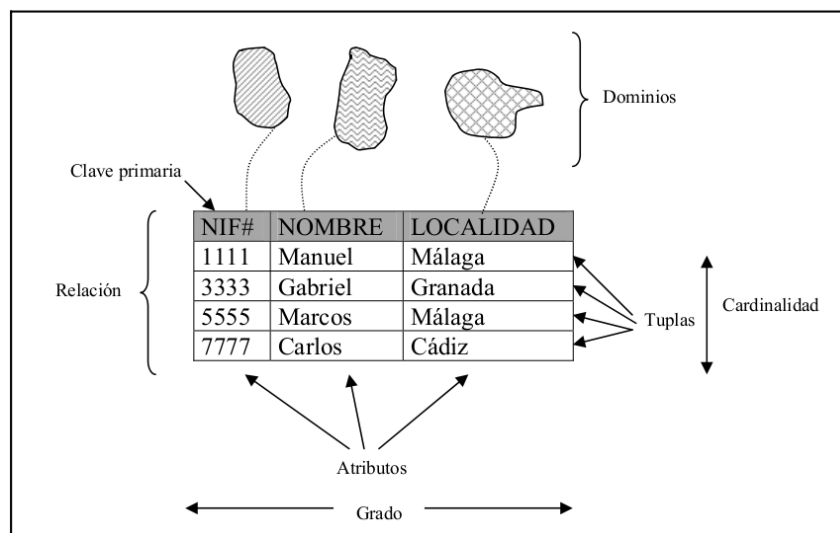 Dominios
Clave primaria
NIF# NOMBRE LOCALIDAD
1111 Manuel Málaga
3333 Gabriel Granada
5555 Marcos Málaga
7777 Carlos Cádiz
Relación
Tuplas
Cardinalidad
Atributos
Grado